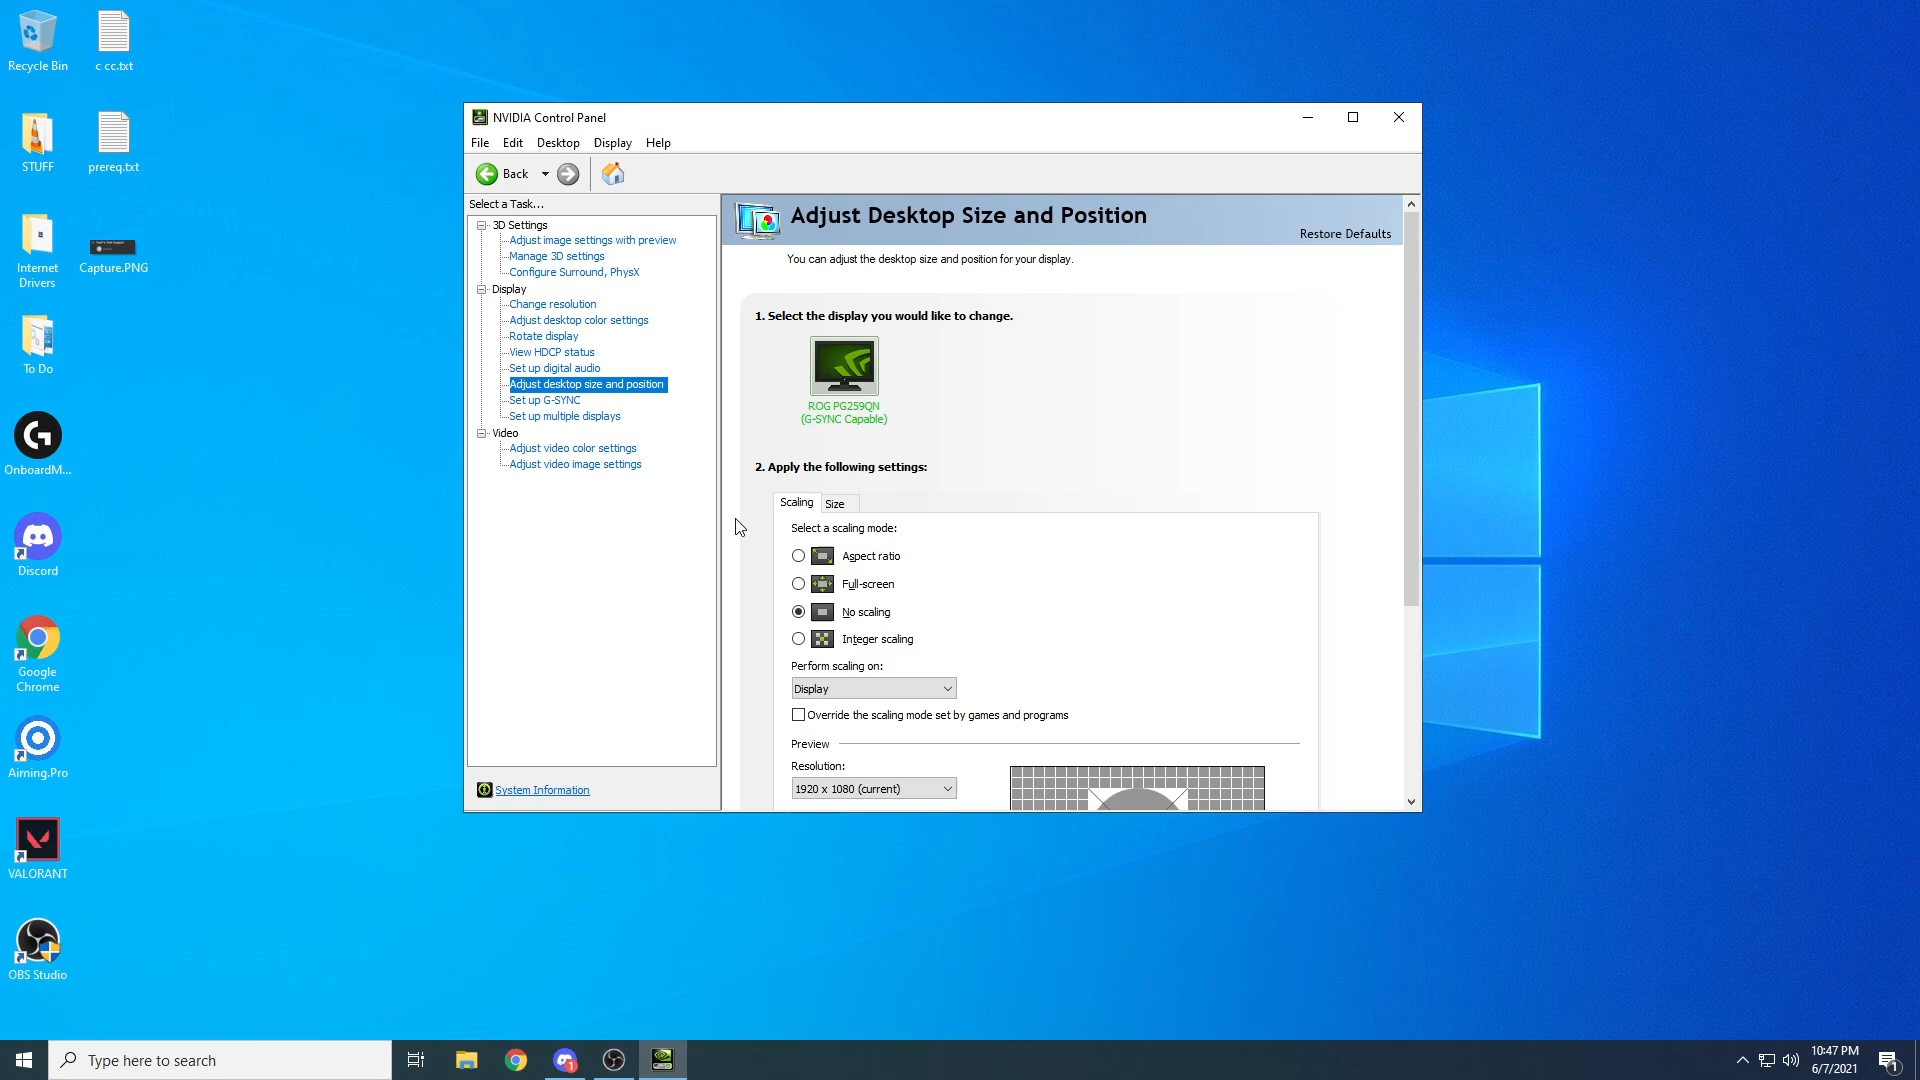 Recycle Bin
c cc.txt
STUFF
prereq.txt
Internet
Drivers
Capture.PNG
To Do
OnboardM...
Discord
Google
Chrome
Aiming.Pro
VALORANT
OBS Studio
NVIDIA Control Panel
File Edit Desktop Display Help
Back
Select a Task...
3D Settings
Adjust image settings with preview
Manage 3D settings
Configure Surround, PhysX
Display
Change resolution
Adjust desktop color settings
Rotate display
View HDCP status
Set up digital audio
Adjust desktop size and position
Set up G-SYNC
Set up multiple displays
Video
Adjust video color settings
Adjust video image settings
System Information
Adjust Desktop Size and Position
Restore Defaults
You can adjust the desktop size and position for your display.
1. Select the display you would like to change.
ROG PG259QN
(G-SYNC Capable)
2. Apply the following settings:
Scaling Size
Select a scaling mode:
Aspect ratio
Full-screen
No scaling
Integer scaling
Perform scaling on:
Display
Override the scaling mode set by games and programs
Preview
Resolution:
1920 x 1080 (current)
Type here to search
1
10:47 PM
6/7/2021
1